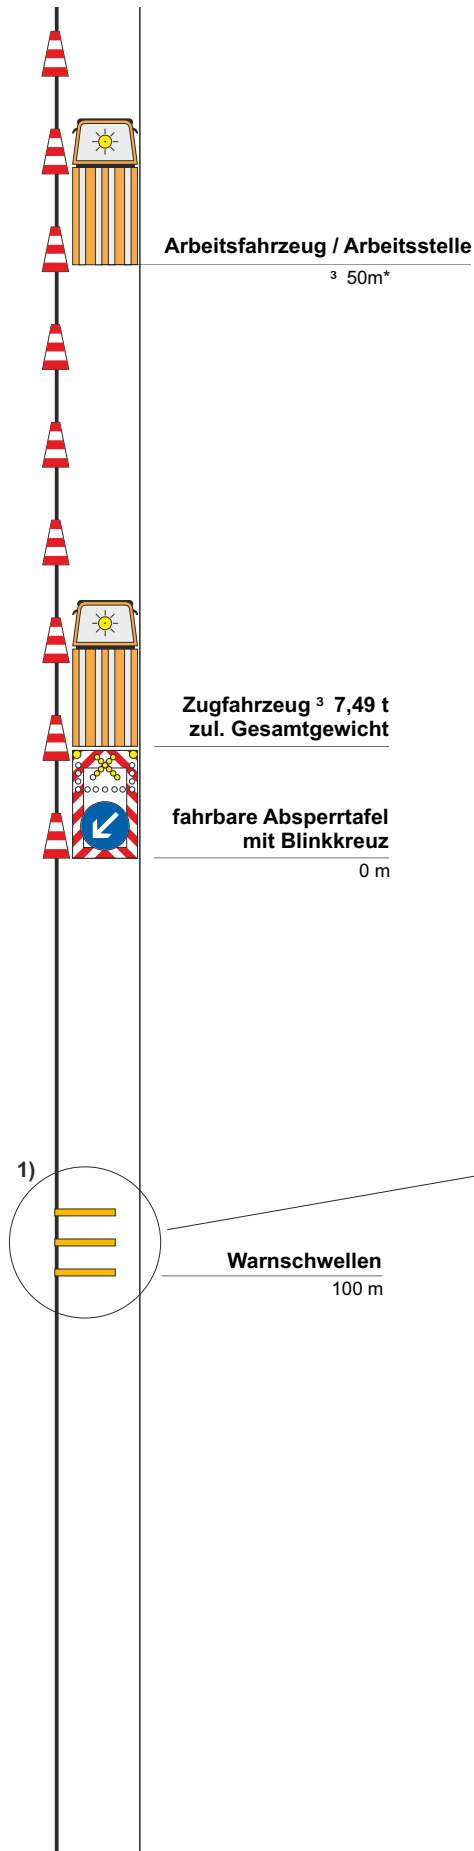 Arbeitsfahrzeug / Arbeitsstelle
³ 50m*
Zugfahrzeug ³ 7,49 t
zul. Gesamtgewicht
fahrbare Absperrtafel
mit Blinkkreuz
0 m
1)
Warnschwellen
100 m